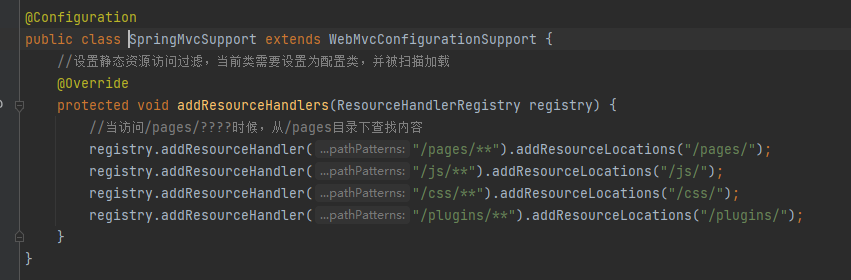 @Configuration
public class SpringMvcSupport extends WebMvcConfigurationSupport {
//设置静态资源访问过滤，当前类需要设置为配置类，并被扫描加载
@Override
protected void addResourceHandlers(ResourceHandlerRegistry registry) {
//当访问/pages/????时候，从/pages目录下查找内容
registry.addResourceHandler( ...pathPatterns: "/pages/**").addResourceLocations("/pages/");
registry.addResourceHandler( ...pathPatterns: "/js/**").addResourceLocations("/js/");
registry.addResourceHandler( ...pathPatterns: "/css/**").addResourceLocations("/css/");
registry.addResourceHandler( ...pathPatterns: "/plugins/**").addResourceLocations("/plugins/");
}
}